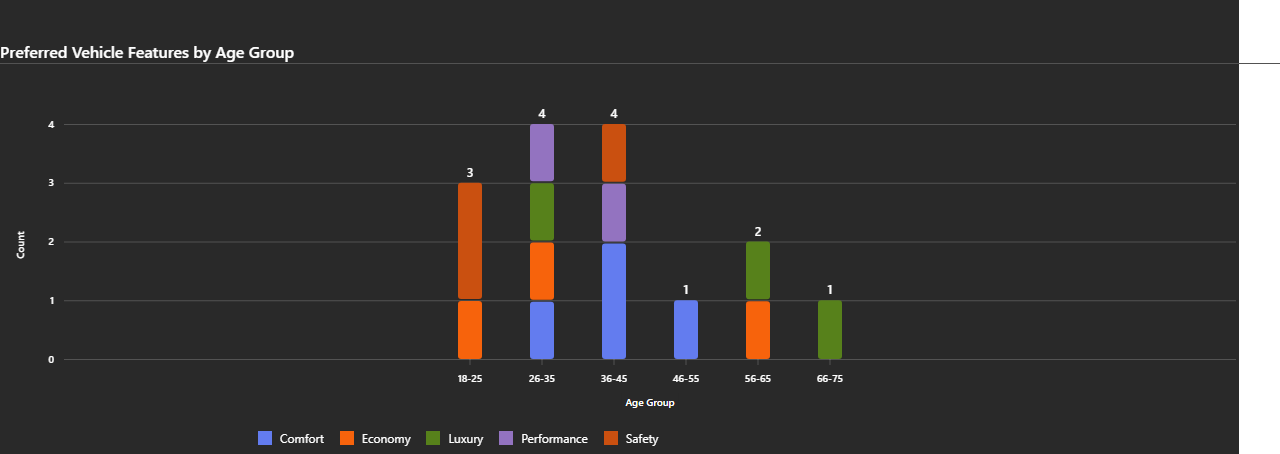 Preferred Vehicle Features by Age Group
4 4
4
3
3
2
2
Count
1 1
1
0
18-25 26-35 36-45 46-55 56-65 66-75
Age Group
Comfort Economy Luxury Performance Safety